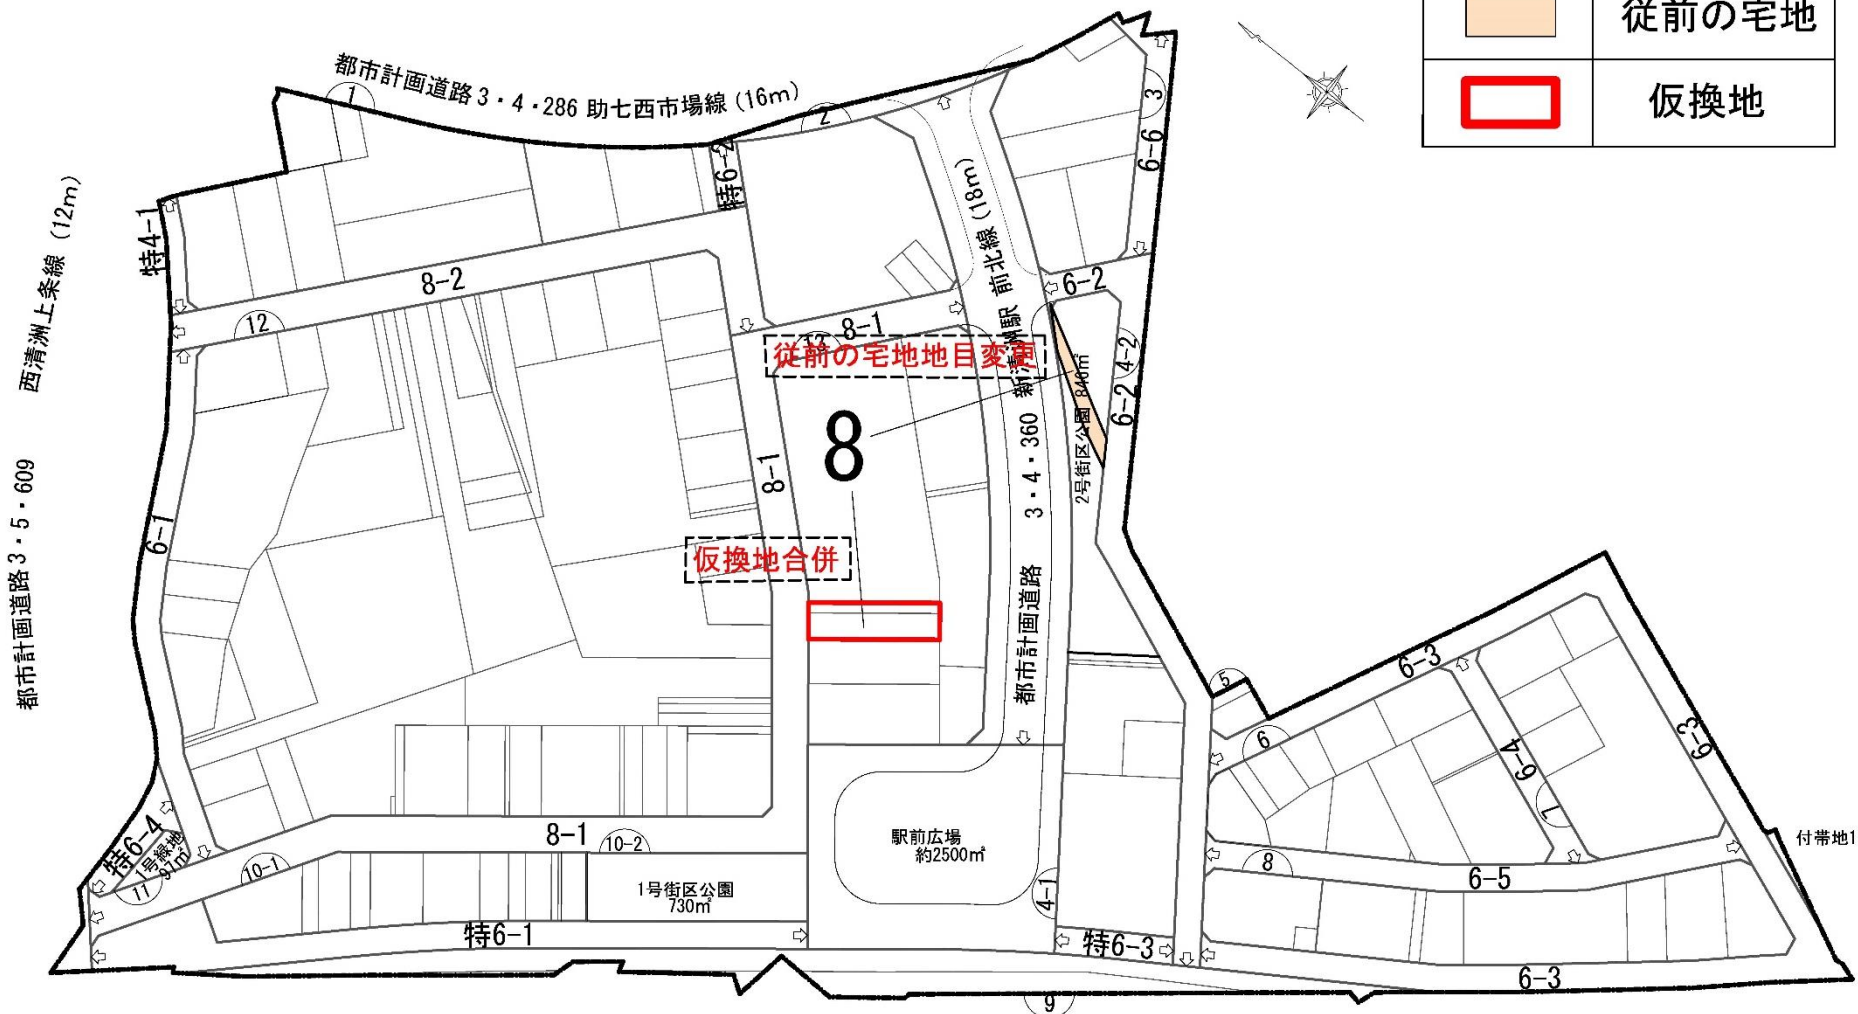 従前の宅地
仮換地
都市計画道路 3・4・286 助七西市場線 (16m)
1
2
3
特6-2
6-6
特4-1
西清洲上条線 (12m)
都市計画道路 3・5・609
8-2
12
6-2
都市計画道路 3・4・360 新清洲駅 前北線 (18m)
8-1
13
従前の宅地地目変更
4-2
6-2
2号街区公園 846㎡
8
8-1
6-1
仮換地合併
5
6-3
6
6-4
7
6-3
特6-4
1号緑地
97㎡
11
10-1
8-1
10-2
駅前広場
約2500㎡
1号街区公園
730㎡
4-1
8
6-5
付帯地1
特6-1
特6-3
6-3
9